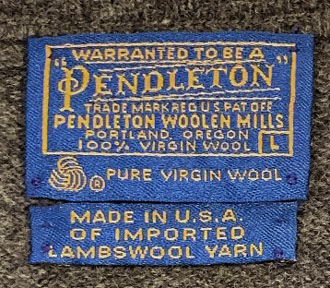 WARRANTED TO BE A
"PENDLETON"
TRADE MARK REG U S PAT OFF
PENDLETON WOOLEN MILLS
PORTLAND, OREGON
100% VIRGIN WOOL L
® PURE VIRGIN WOOL
MADE IN U.S.A.
OF IMPORTED
LAMBSWOOL YARN